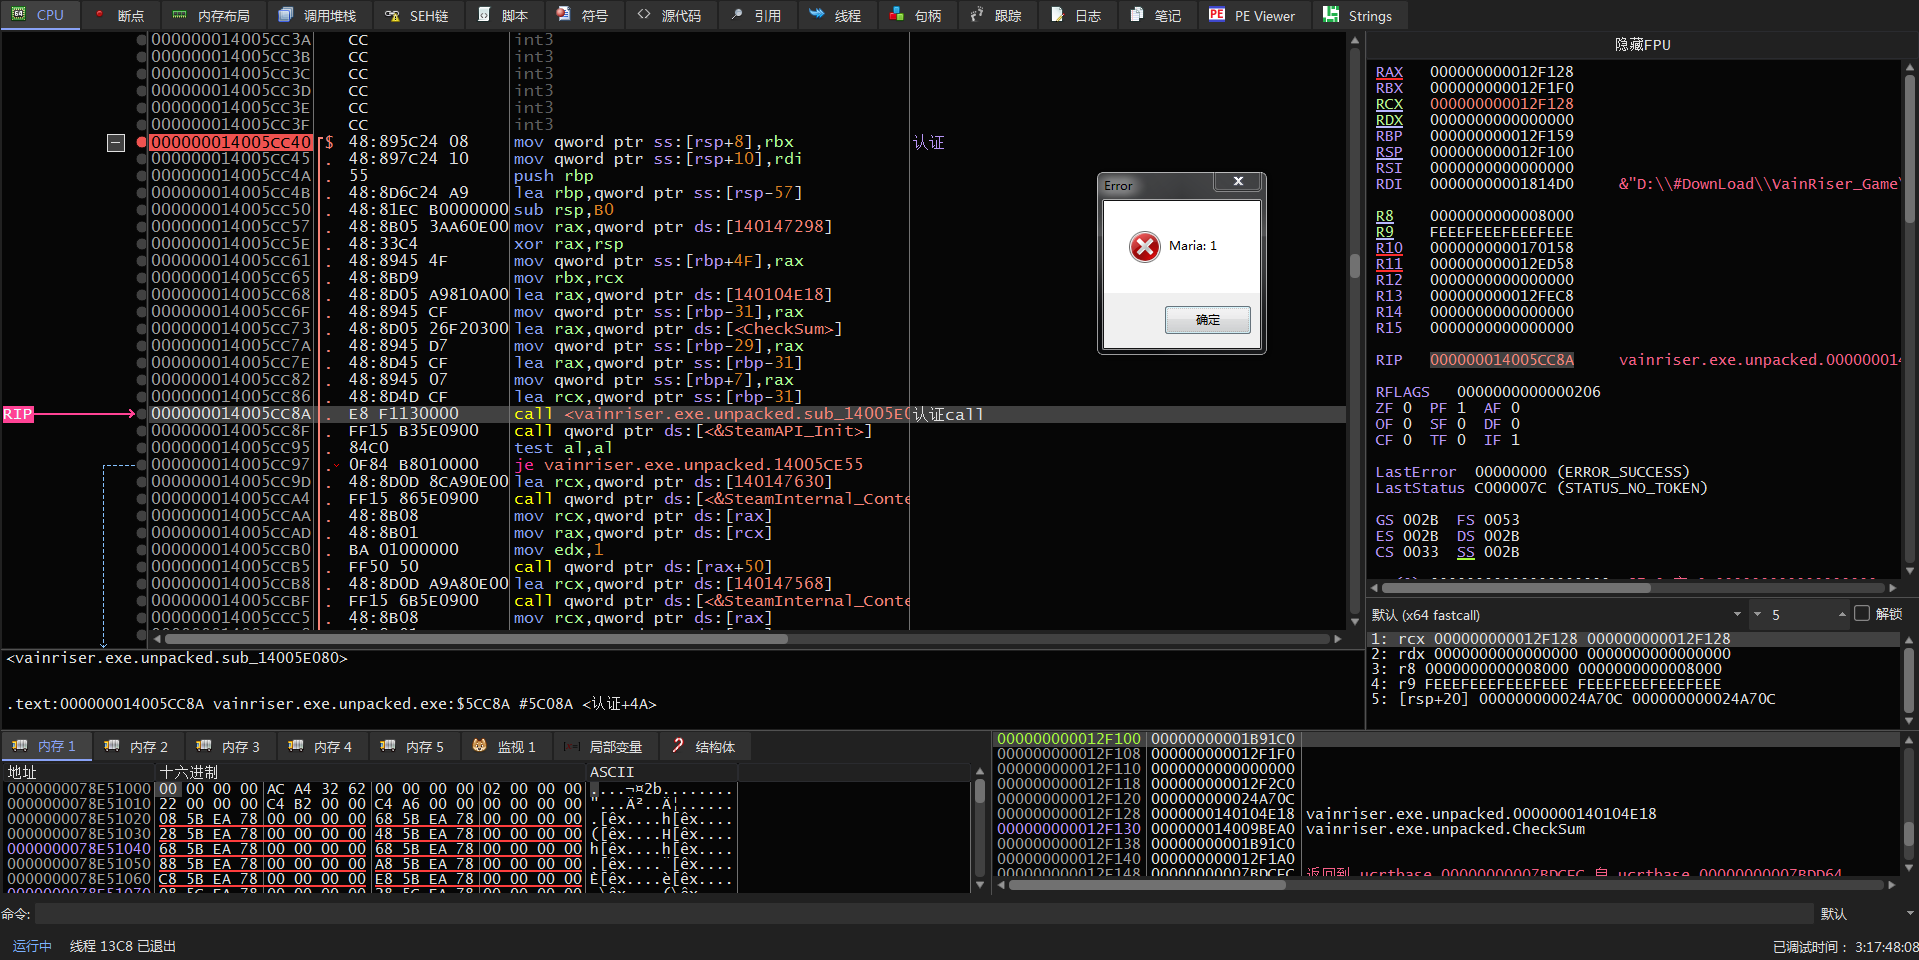 CPU 断点 内存布局 调用堆栈 SEH链 脚本 符号 源代码 引用 线程 句柄 跟踪 日志 笔记 PE Viewer Strings
000000014005CC3A CC int3
000000014005CC3B CC int3
000000014005CC3C CC int3
000000014005CC3D CC int3
000000014005CC3E CC int3
000000014005CC3F CC int3
000000014005CC40 $ 48:895C24 08 mov qword ptr ss:[rsp+8],rbx 认证
000000014005CC45 . 48:897C24 10 mov qword ptr ss:[rsp+10],rdi
000000014005CC4A . 55 push rbp
000000014005CC4B . 48:8D6C24 A9 lea rbp,qword ptr ss:[rsp-57]
000000014005CC50 . 48:81EC B0000000 sub rsp,B0
000000014005CC57 . 48:8B05 3AA60E00 mov rax,qword ptr ds:[140147298]
000000014005CC5E . 48:33C4 xor rax,rsp
000000014005CC61 . 48:8945 4F mov qword ptr ss:[rbp+4F],rax
000000014005CC65 . 48:8BD9 mov rbx,rcx
000000014005CC68 . 48:8D05 A9810A00 lea rax,qword ptr ds:[140104E18]
000000014005CC6F . 48:8945 CF mov qword ptr ss:[rbp-31],rax
000000014005CC73 . 48:8D05 26F20300 lea rax,qword ptr ds:[<CheckSum>]
000000014005CC7A . 48:8945 D7 mov qword ptr ss:[rbp-29],rax
000000014005CC7E . 48:8D45 CF lea rax,qword ptr ss:[rbp-31]
000000014005CC82 . 48:8945 07 mov qword ptr ss:[rbp+7],rax
000000014005CC86 . 48:8D4D CF lea rcx,qword ptr ss:[rbp-31]
RIP 000000014005CC8A . E8 F1130000 call <vainriser.exe.unpacked.sub_14005E0 认证call
000000014005CC8F . FF15 B35E0900 call qword ptr ds:[<&SteamAPI_Init>]
000000014005CC95 . 84C0 test al,al
000000014005CC97 . 0F84 B8010000 je vainriser.exe.unpacked.14005CE55
000000014005CC9D . 48:8D0D 8CA90E00 lea rcx,qword ptr ds:[140147630]
000000014005CCA4 . FF15 865E0900 call qword ptr ds:[<&SteamInternal_Conte
000000014005CCAA . 48:8B08 mov rcx,qword ptr ds:[rax]
000000014005CCAD . 48:8B01 mov rax,qword ptr ds:[rcx]
000000014005CCB0 . BA 01000000 mov edx,1
000000014005CCB5 . FF50 50 call qword ptr ds:[rax+50]
000000014005CCB8 . 48:8D0D A9A80E00 lea rcx,qword ptr ds:[140147568]
000000014005CCBF . FF15 6B5E0900 call qword ptr ds:[<&SteamInternal_Conte
000000014005CCC5 . 48:8B08 mov rcx,qword ptr ds:[rax]
Error
Maria: 1
确定
隐藏FPU
RAX 000000000012F128
RBX 000000000012F1F0
RCX 000000000012F128
RDX 0000000000000000
RBP 000000000012F159
RSP 000000000012F100
RSI 0000000000000000
RDI 00000000001814D0 &"D:\\#DownLoad\\VainRiser_Game\
R8 0000000000008000
R9 FEEEFEEEFEEEFEEE
R10 0000000000170158
R11 000000000012ED58
R12 0000000000000000
R13 000000000012FEC8
R14 0000000000000000
R15 0000000000000000
RIP 000000014005CC8A vainriser.exe.unpacked.00000014
RFLAGS 0000000000000206
ZF 0 PF 1 AF 0
OF 0 SF 0 DF 0
CF 0 TF 0 IF 1
LastError 00000000 (ERROR_SUCCESS)
LastStatus C000007C (STATUS_NO_TOKEN)
GS 002B FS 0053
ES 002B DS 002B
CS 0033 SS 002B
默认 (x64 fastcall) 5 解锁
1: rcx 000000000012F128 000000000012F128
2: rdx 0000000000000000 0000000000000000
3: r8 0000000000008000 0000000000008000
4: r9 FEEEFEEEFEEEFEEE FEEEFEEEFEEEFEEE
5: [rsp+20] 000000000024A70C 000000000024A70C
<vainriser.exe.unpacked.sub_14005E080>
.text:000000014005CC8A vainriser.exe.unpacked.exe:$5CC8A #5C08A <认证+4A>
内存 1 内存 2 内存 3 内存 4 内存 5 监视 1 局部变量 结构体
地址 十六进制 ASCII
0000000078E51000 00 00 00 00 AC A4 32 62 00 00 00 00 02 00 00 00 ....¬¤2b........
0000000078E51010 22 00 00 00 C4 B2 00 00 C4 A6 00 00 00 00 00 00 "...Ä²..Ä¦......
0000000078E51020 08 5B EA 78 00 00 00 00 68 5B EA 78 00 00 00 00 .[êx....h[êx....
0000000078E51030 28 5B EA 78 00 00 00 00 48 5B EA 78 00 00 00 00 ([êx....H[êx....
0000000078E51040 68 5B EA 78 00 00 00 00 68 5B EA 78 00 00 00 00 h[êx....h[êx....
0000000078E51050 88 5B EA 78 00 00 00 00 A8 5B EA 78 00 00 00 00 .[êx....¨[êx....
0000000078E51060 C8 5B EA 78 00 00 00 00 E8 5B EA 78 00 00 00 00 È[êx....è[êx....
0000000078E51070 08 5C EA 78 00 00 00 00 28 5C EA 78 00 00 00 00 .\êx....(\êx....
000000000012F100 00000000001B91C0
000000000012F108 000000000012F1F0
000000000012F110 0000000000000000
000000000012F118 000000000012F2C0
000000000012F120 000000000024A70C
000000000012F128 0000000140104E18 vainriser.exe.unpacked.0000000140104E18
000000000012F130 000000014009BEA0 vainriser.exe.unpacked.CheckSum
000000000012F138 00000000001B91C0
000000000012F140 000000000012F1A0
000000000012F148 00000000007BDCFC 返回到 ucrtbase.00000000007BDCFC 自 ucrtbase.00000000007BDD64
命令: 默认
运行中 线程 13C8 已退出 已调试时间： 3:17:48:08